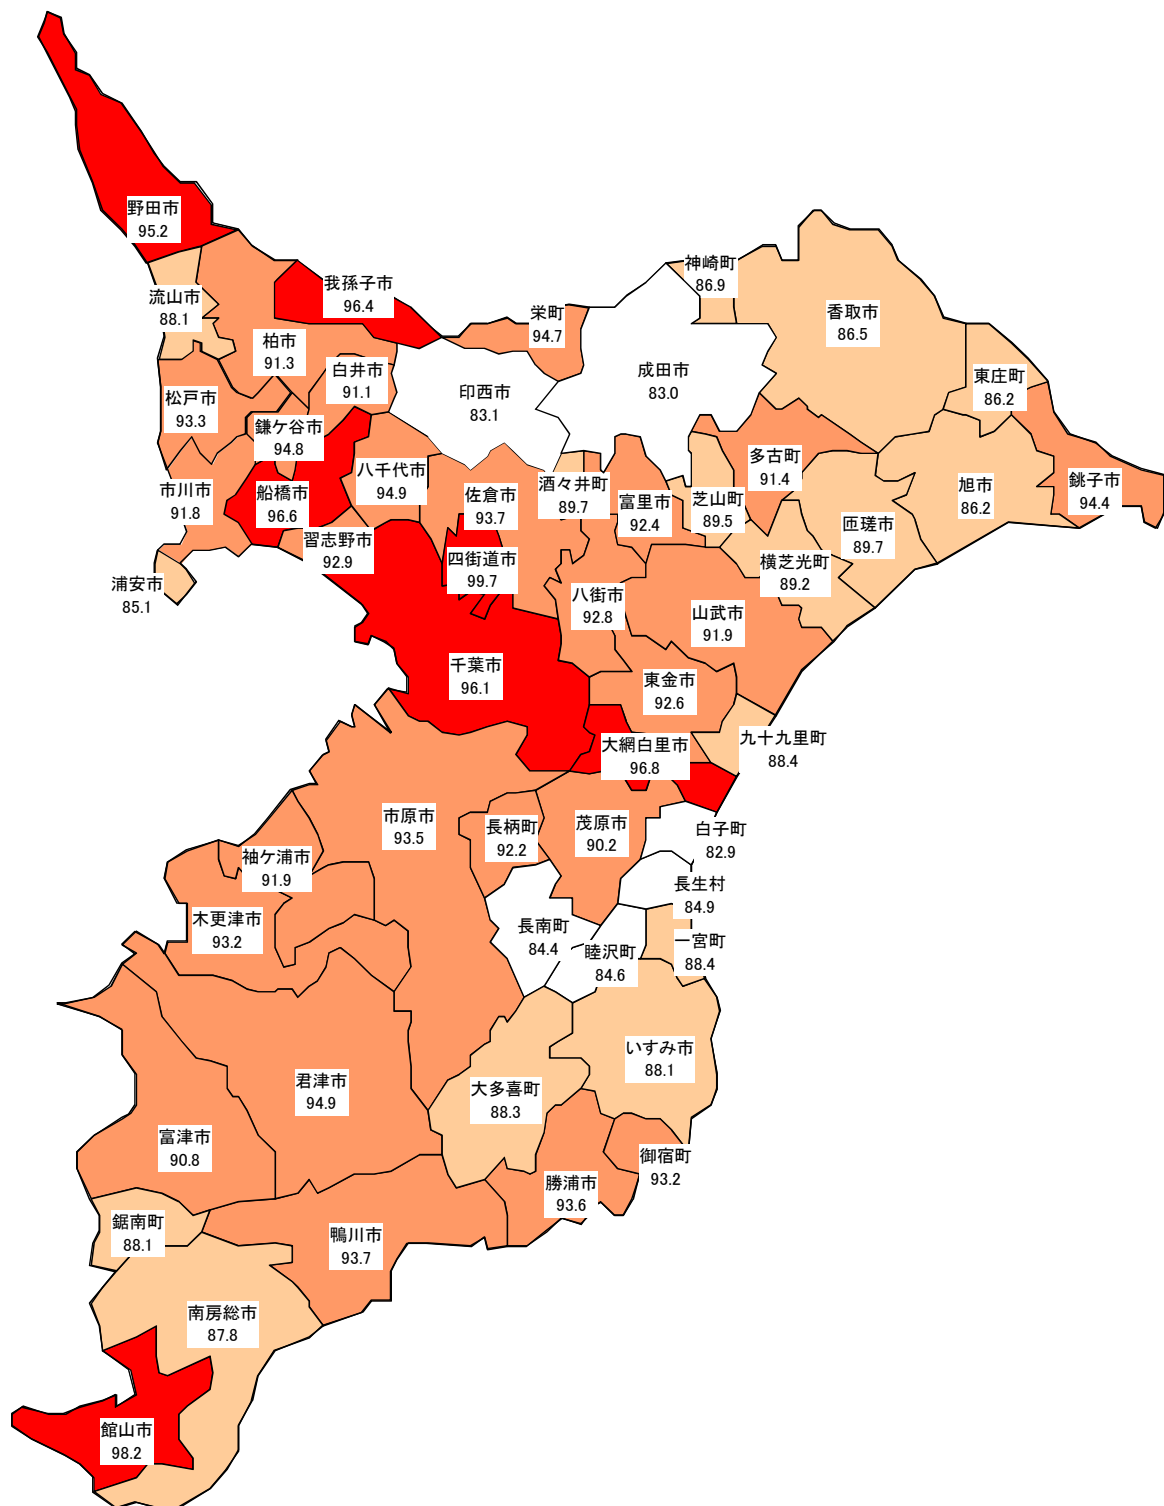 野田市
95.2
流山市
88.1
我孫子市
96.4
柏市
91.3
栄町
94.7
神崎町
86.9
香取市
86.5
白井市
91.1
印西市
83.1
成田市
83.0
東庄町
86.2
松戸市
93.3
鎌ケ谷市
94.8
八千代市
94.9
市川市
91.8
船橋市
96.6
佐倉市
93.7
酒々井町
89.7
富里市
92.4
芝山町
89.5
多古町
91.4
匝瑳市
89.7
旭市
86.2
銚子市
94.4
習志野市
92.9
四街道市
99.7
横芝光町
89.2
浦安市
85.1
八街市
92.8
山武市
91.9
千葉市
96.1
東金市
92.6
大網白里市
96.8
九十九里町
88.4
市原市
93.5
長柄町
92.2
茂原市
90.2
白子町
82.9
袖ケ浦市
91.9
長生村
84.9
木更津市
93.2
長南町
84.4
睦沢町
84.6
一宮町
88.4
いすみ市
88.1
君津市
94.9
大多喜町
88.3
富津市
90.8
御宿町
93.2
勝浦市
93.6
鋸南町
88.1
鴨川市
93.7
南房総市
87.8
館山市
98.2